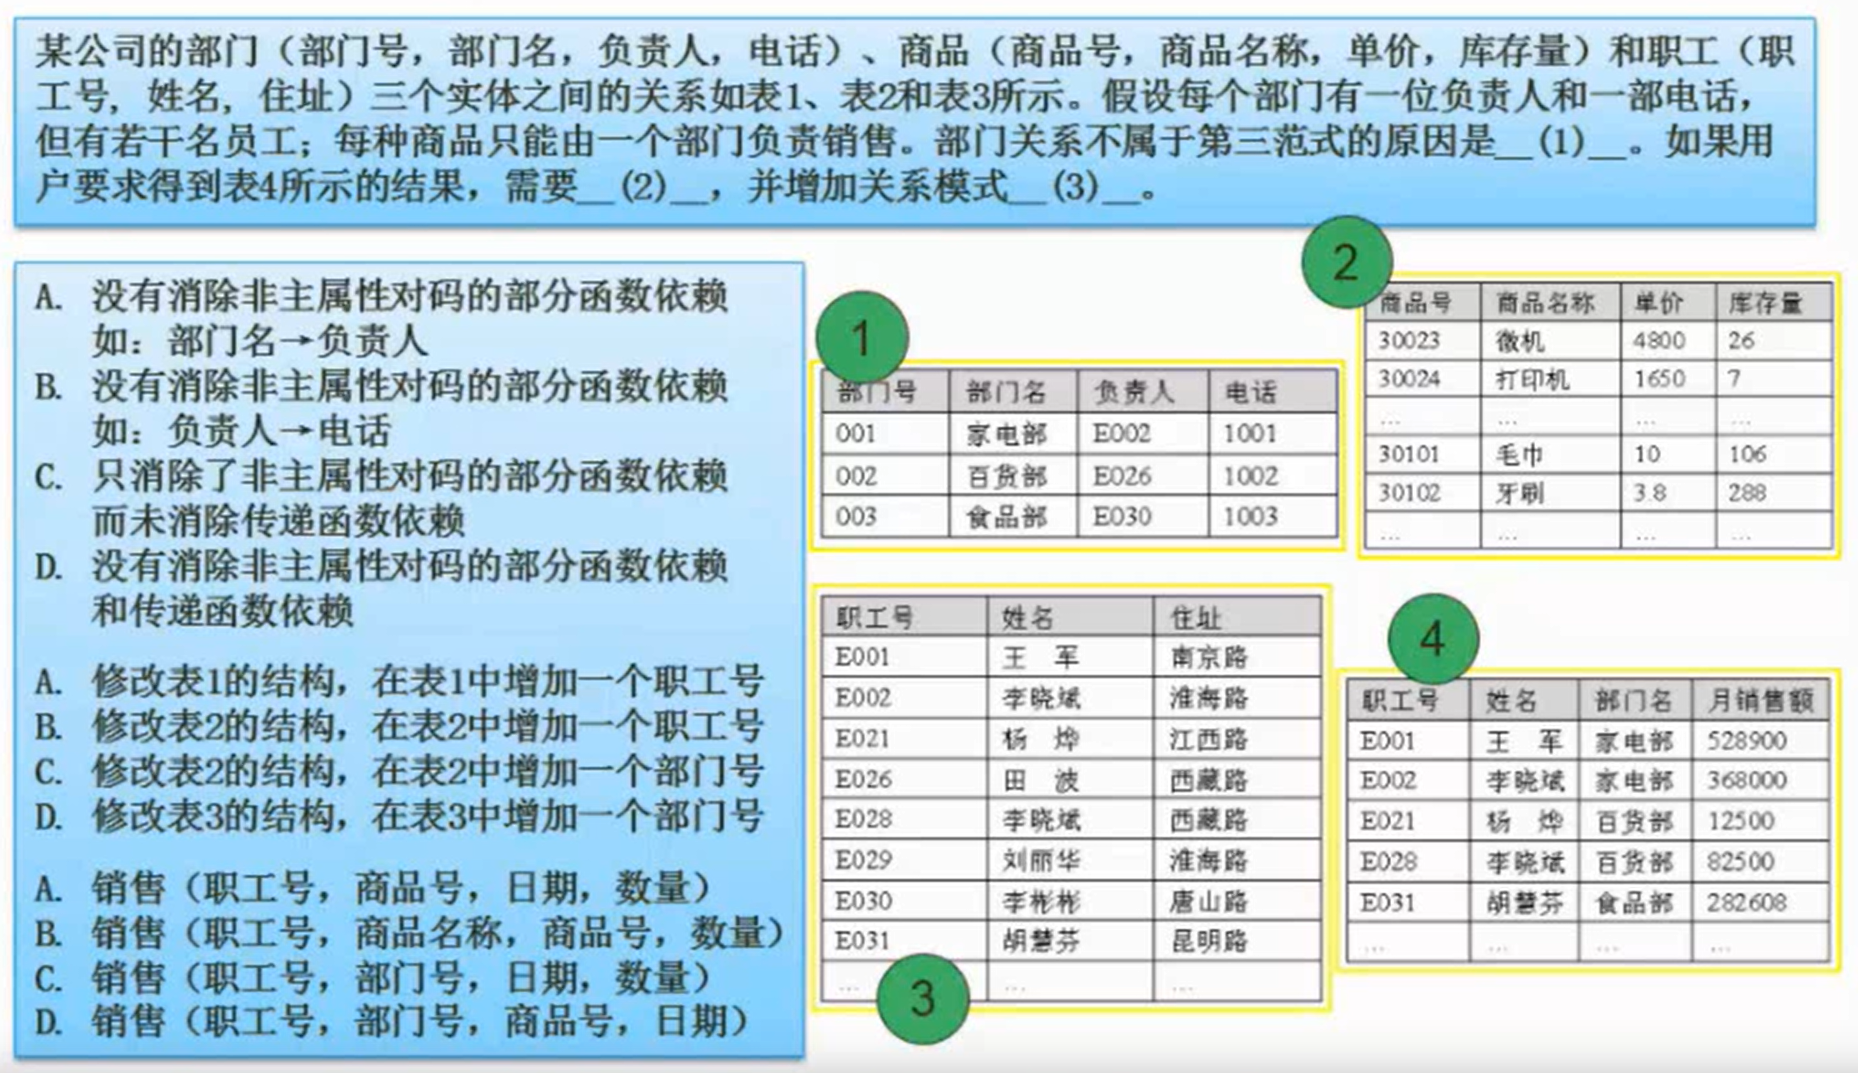 某公司的部门（部门号，部门名，负责人，电话）、商品（商品号，商品名称，单价，库存量）和职工（职
工号，姓名，住址）三个实体之间的关系如表1、表2和表3所示。假设每个部门有一位负责人和一部电话，
但有若干名员工；每种商品只能由一个部门负责销售。部门关系不属于第三范式的原因是__(1)__。如果用
户要求得到表4所示的结果，需要__(2)__，并增加关系模式__(3)__。
A. 没有消除非主属性对码的部分函数依赖
如：部门名→负责人
B. 没有消除非主属性对码的部分函数依赖
如：负责人→电话
C. 只消除了非主属性对码的部分函数依赖
而未消除传递函数依赖
D. 没有消除非主属性对码的部分函数依赖
和传递函数依赖
A. 修改表1的结构，在表1中增加一个职工号
B. 修改表2的结构，在表2中增加一个职工号
C. 修改表2的结构，在表2中增加一个部门号
D. 修改表3的结构，在表3中增加一个部门号
A. 销售（职工号，商品号，日期，数量）
B. 销售（职工号，商品名称，商品号，数量）
C. 销售（职工号，部门号，日期，数量）
D. 销售（职工号，部门号，商品号，日期）
1
部门号 部门名 负责人 电话
001 家电部 E002 1001
002 百货部 E026 1002
003 食品部 E030 1003
2
商品号 商品名称 单价 库存量
30023 微机 4800 26
30024 打印机 1650 7
… … … …
30101 毛巾 10 106
30102 牙刷 3.8 288
… … … …
职工号 姓名 住址
E001 王 军 南京路
E002 李晓斌 淮海路
E021 杨 烨 江西路
E026 田 波 西藏路
E028 李晓斌 西藏路
E029 刘丽华 淮海路
E030 李彬彬 唐山路
E031 胡慧芬 昆明路
… … …
3
4
职工号 姓名 部门名 月销售额
E001 王 军 家电部 528900
E002 李晓斌 家电部 368000
E021 杨 烨 百货部 12500
E028 李晓斌 百货部 82500
E031 胡慧芬 食品部 282608
… … … …